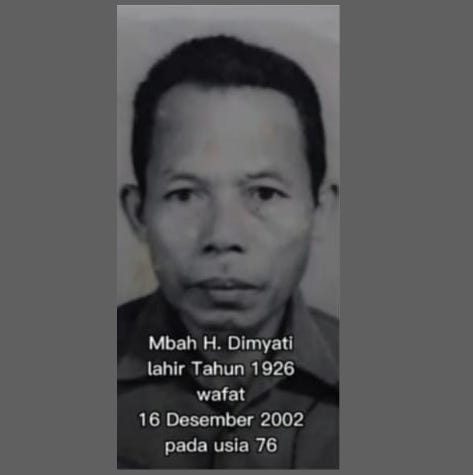 Mbah H. Dimyati
lahir Tahun 1926
wafat
16 Desember 2002
pada usia 76